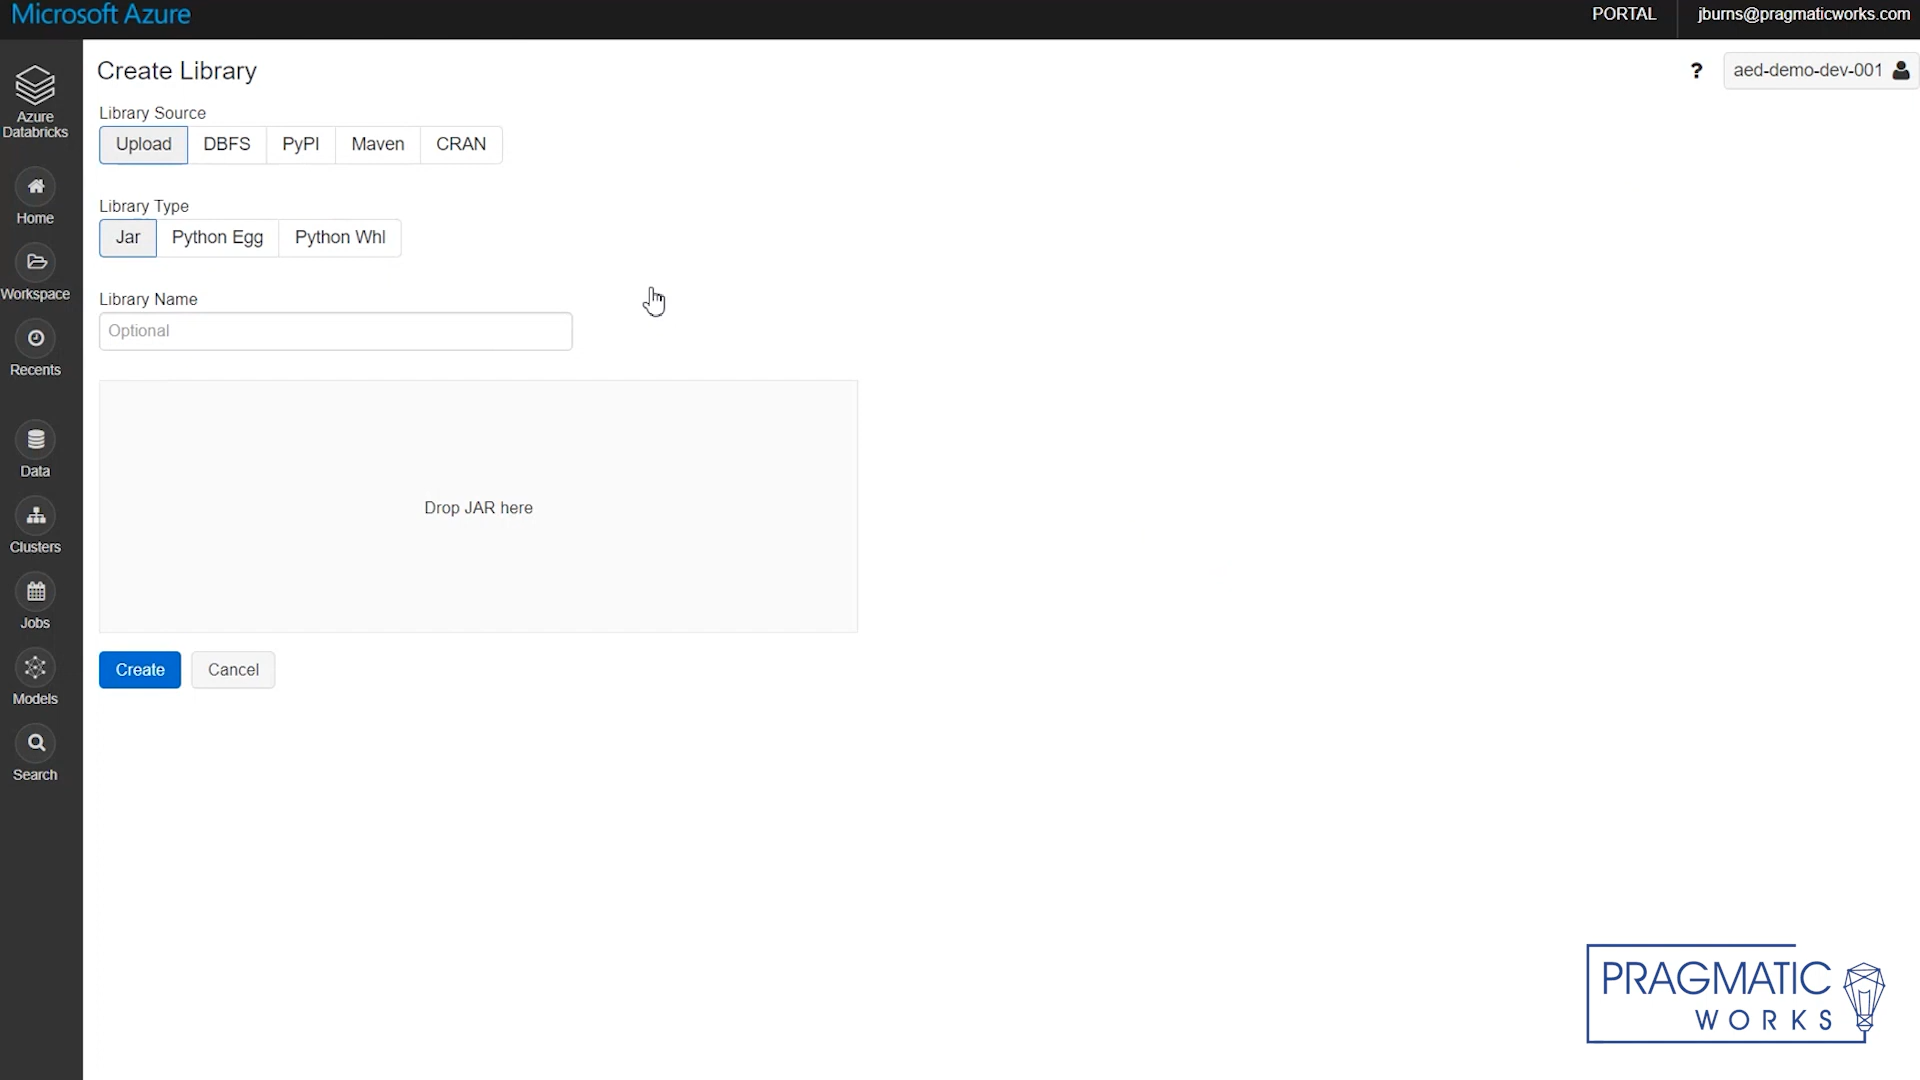 Microsoft Azure
PORTAL
jburns@pragmaticworks.com
Azure
Databricks
Home
Workspace
Recents
Data
Clusters
Jobs
Models
Search
Create Library
?
aed-demo-dev-001
Library Source
Upload DBFS PyPI Maven CRAN
Library Type
Jar Python Egg Python Whl
Library Name
Optional
Drop JAR here
Create Cancel
PRAGMATIC
WORKS